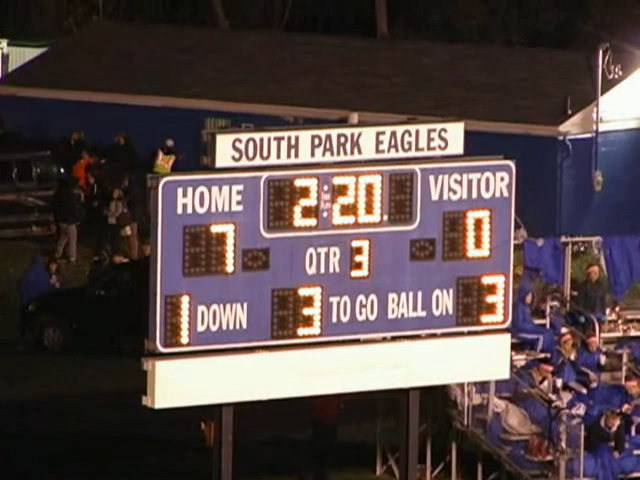 SOUTH PARK EAGLES
HOME 2:20 VISITOR
7 QTR 3 0
1 DOWN 3 TO GO BALL ON 3